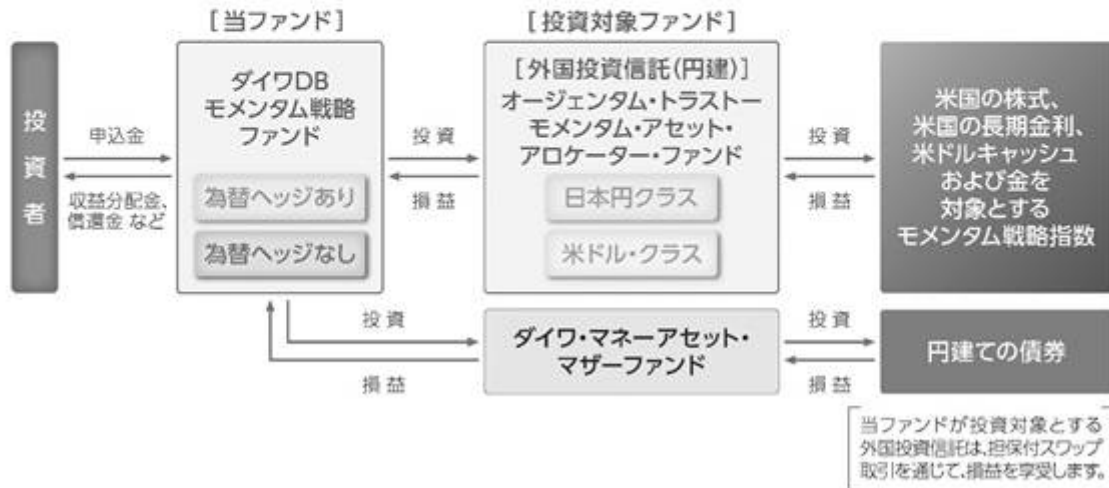 [当ファンド]
[投資対象ファンド]
投資者
申込金
収益分配金、
償還金 など
ダイワDB
モメンタム戦略
ファンド
為替ヘッジあり
為替ヘッジなし
投資
損益
[外国投資信託(円建)]
オージェンタム・トラストー
モメンタム・アセット・
アロケーター・ファンド
日本円クラス
米ドル・クラス
投資
損益
米国の株式、
米国の長期金利、
米ドルキャッシュ
および金を
対象とする
モメンタム戦略指数
投資
損益
ダイワ・マネーアセット・
マザーファンド
投資
損益
円建ての債券
当ファンドが投資対象とする
外国投資信託は、担保付スワップ
取引を通じて、損益を享受します。